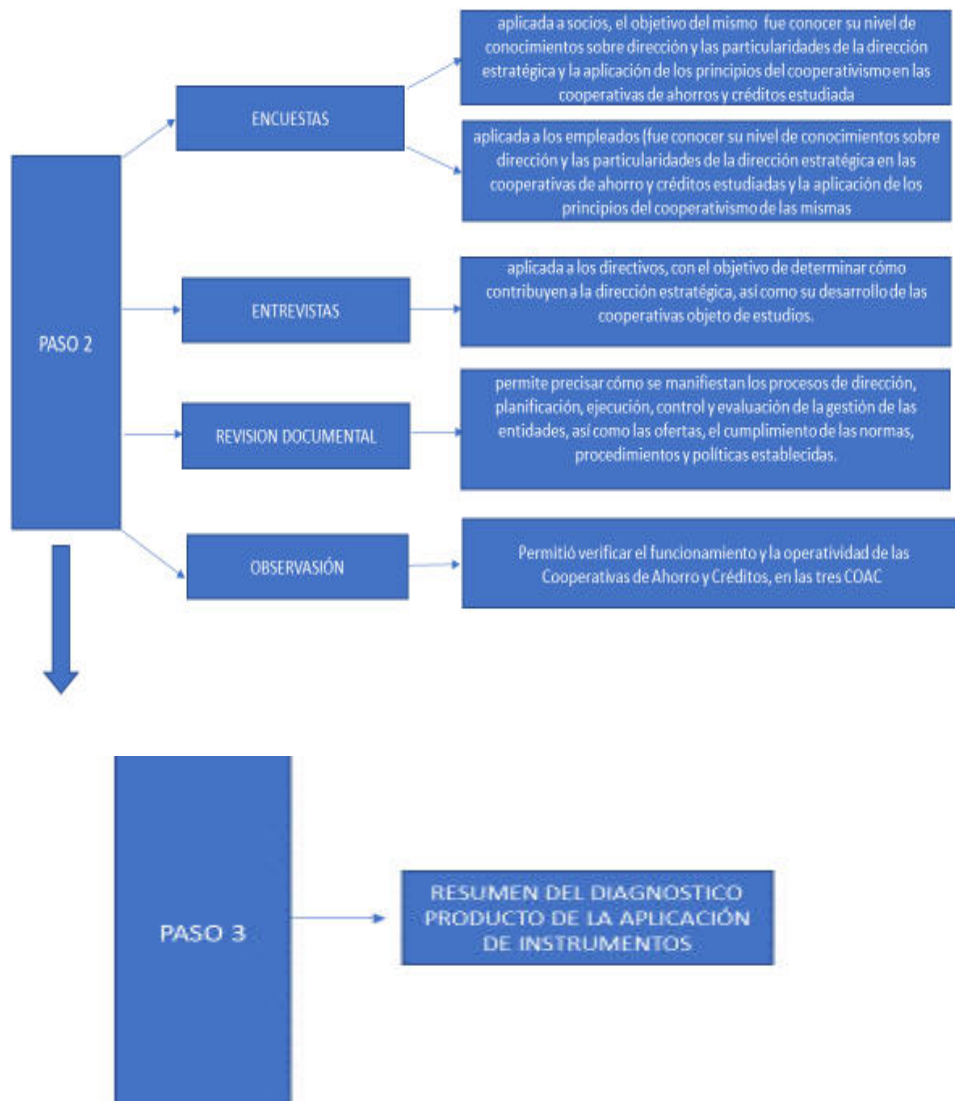 aplicada a socios, el objetivo del mismo fue conocer su nivel de
conocimientos sobre dirección y las particularidades de la dirección
estratégica y la aplicación de los principios del cooperativismo en las
cooperativas de ahorros y créditos estudiada
ENCUESTAS
aplicada a los empleados (fue conocer su nivel de conocimientos sobre
dirección y las particularidades de la dirección estratégica en las
cooperativas de ahorro y créditos estudiadas y la aplicación de los
principios del cooperativismo de las mismas
PASO 2
ENTREVISTAS
aplicada a los directivos, con el objetivo de determinar cómo
contribuyen a la dirección estratégica, así como su desarrollo de las
cooperativas objeto de estudios.
REVISION DOCUMENTAL
permite precisar cómo se manifiestan los procesos de dirección,
planificación, ejecución, control y evaluación de la gestión de las
entidades, así como las ofertas, el cumplimiento de las normas,
procedimientos y políticas establecidas.
OBSERVASIÓN
Permitió verificar el funcionamiento y la operatividad de las
Cooperativas de Ahorro y Créditos, en las tres COAC
PASO 3
RESUMEN DEL DIAGNOSTICO
PRODUCTO DE LA APLICACIÓN
DE INSTRUMENTOS